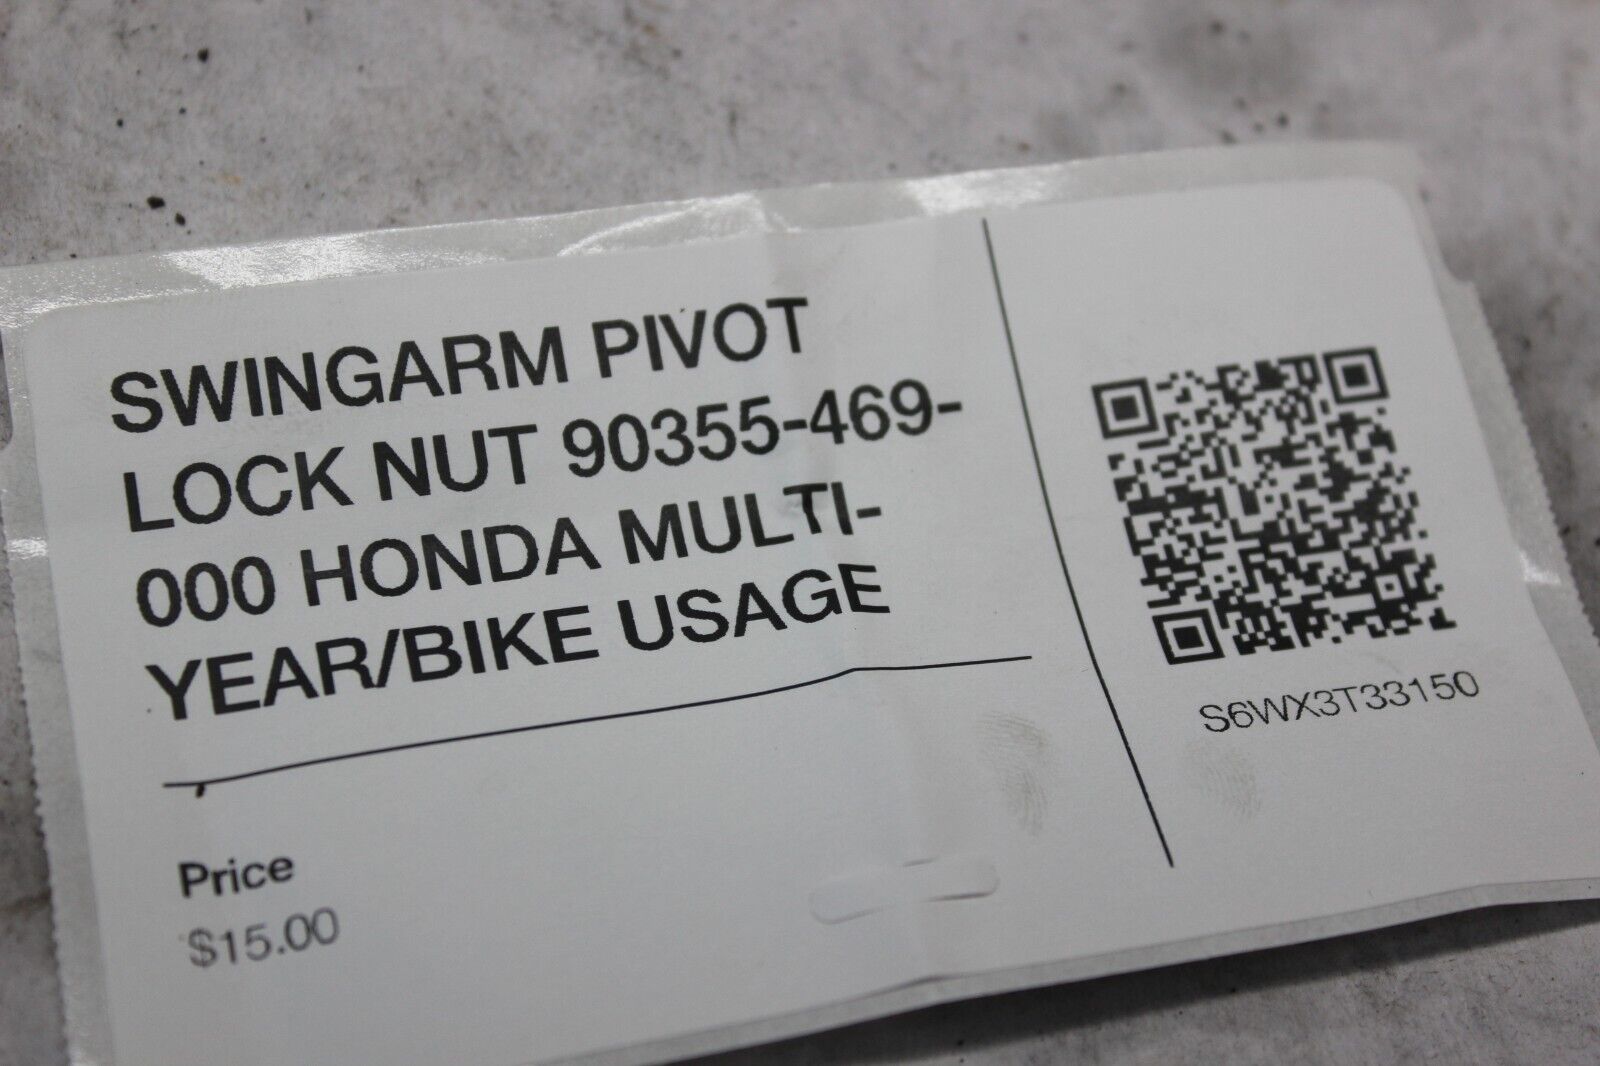 SWINGARM PIVOT
LOCK NUT 90355-469-
000 HONDA MULTI-
YEAR/BIKE USAGE
Price
$15.00
S6WX3T33150